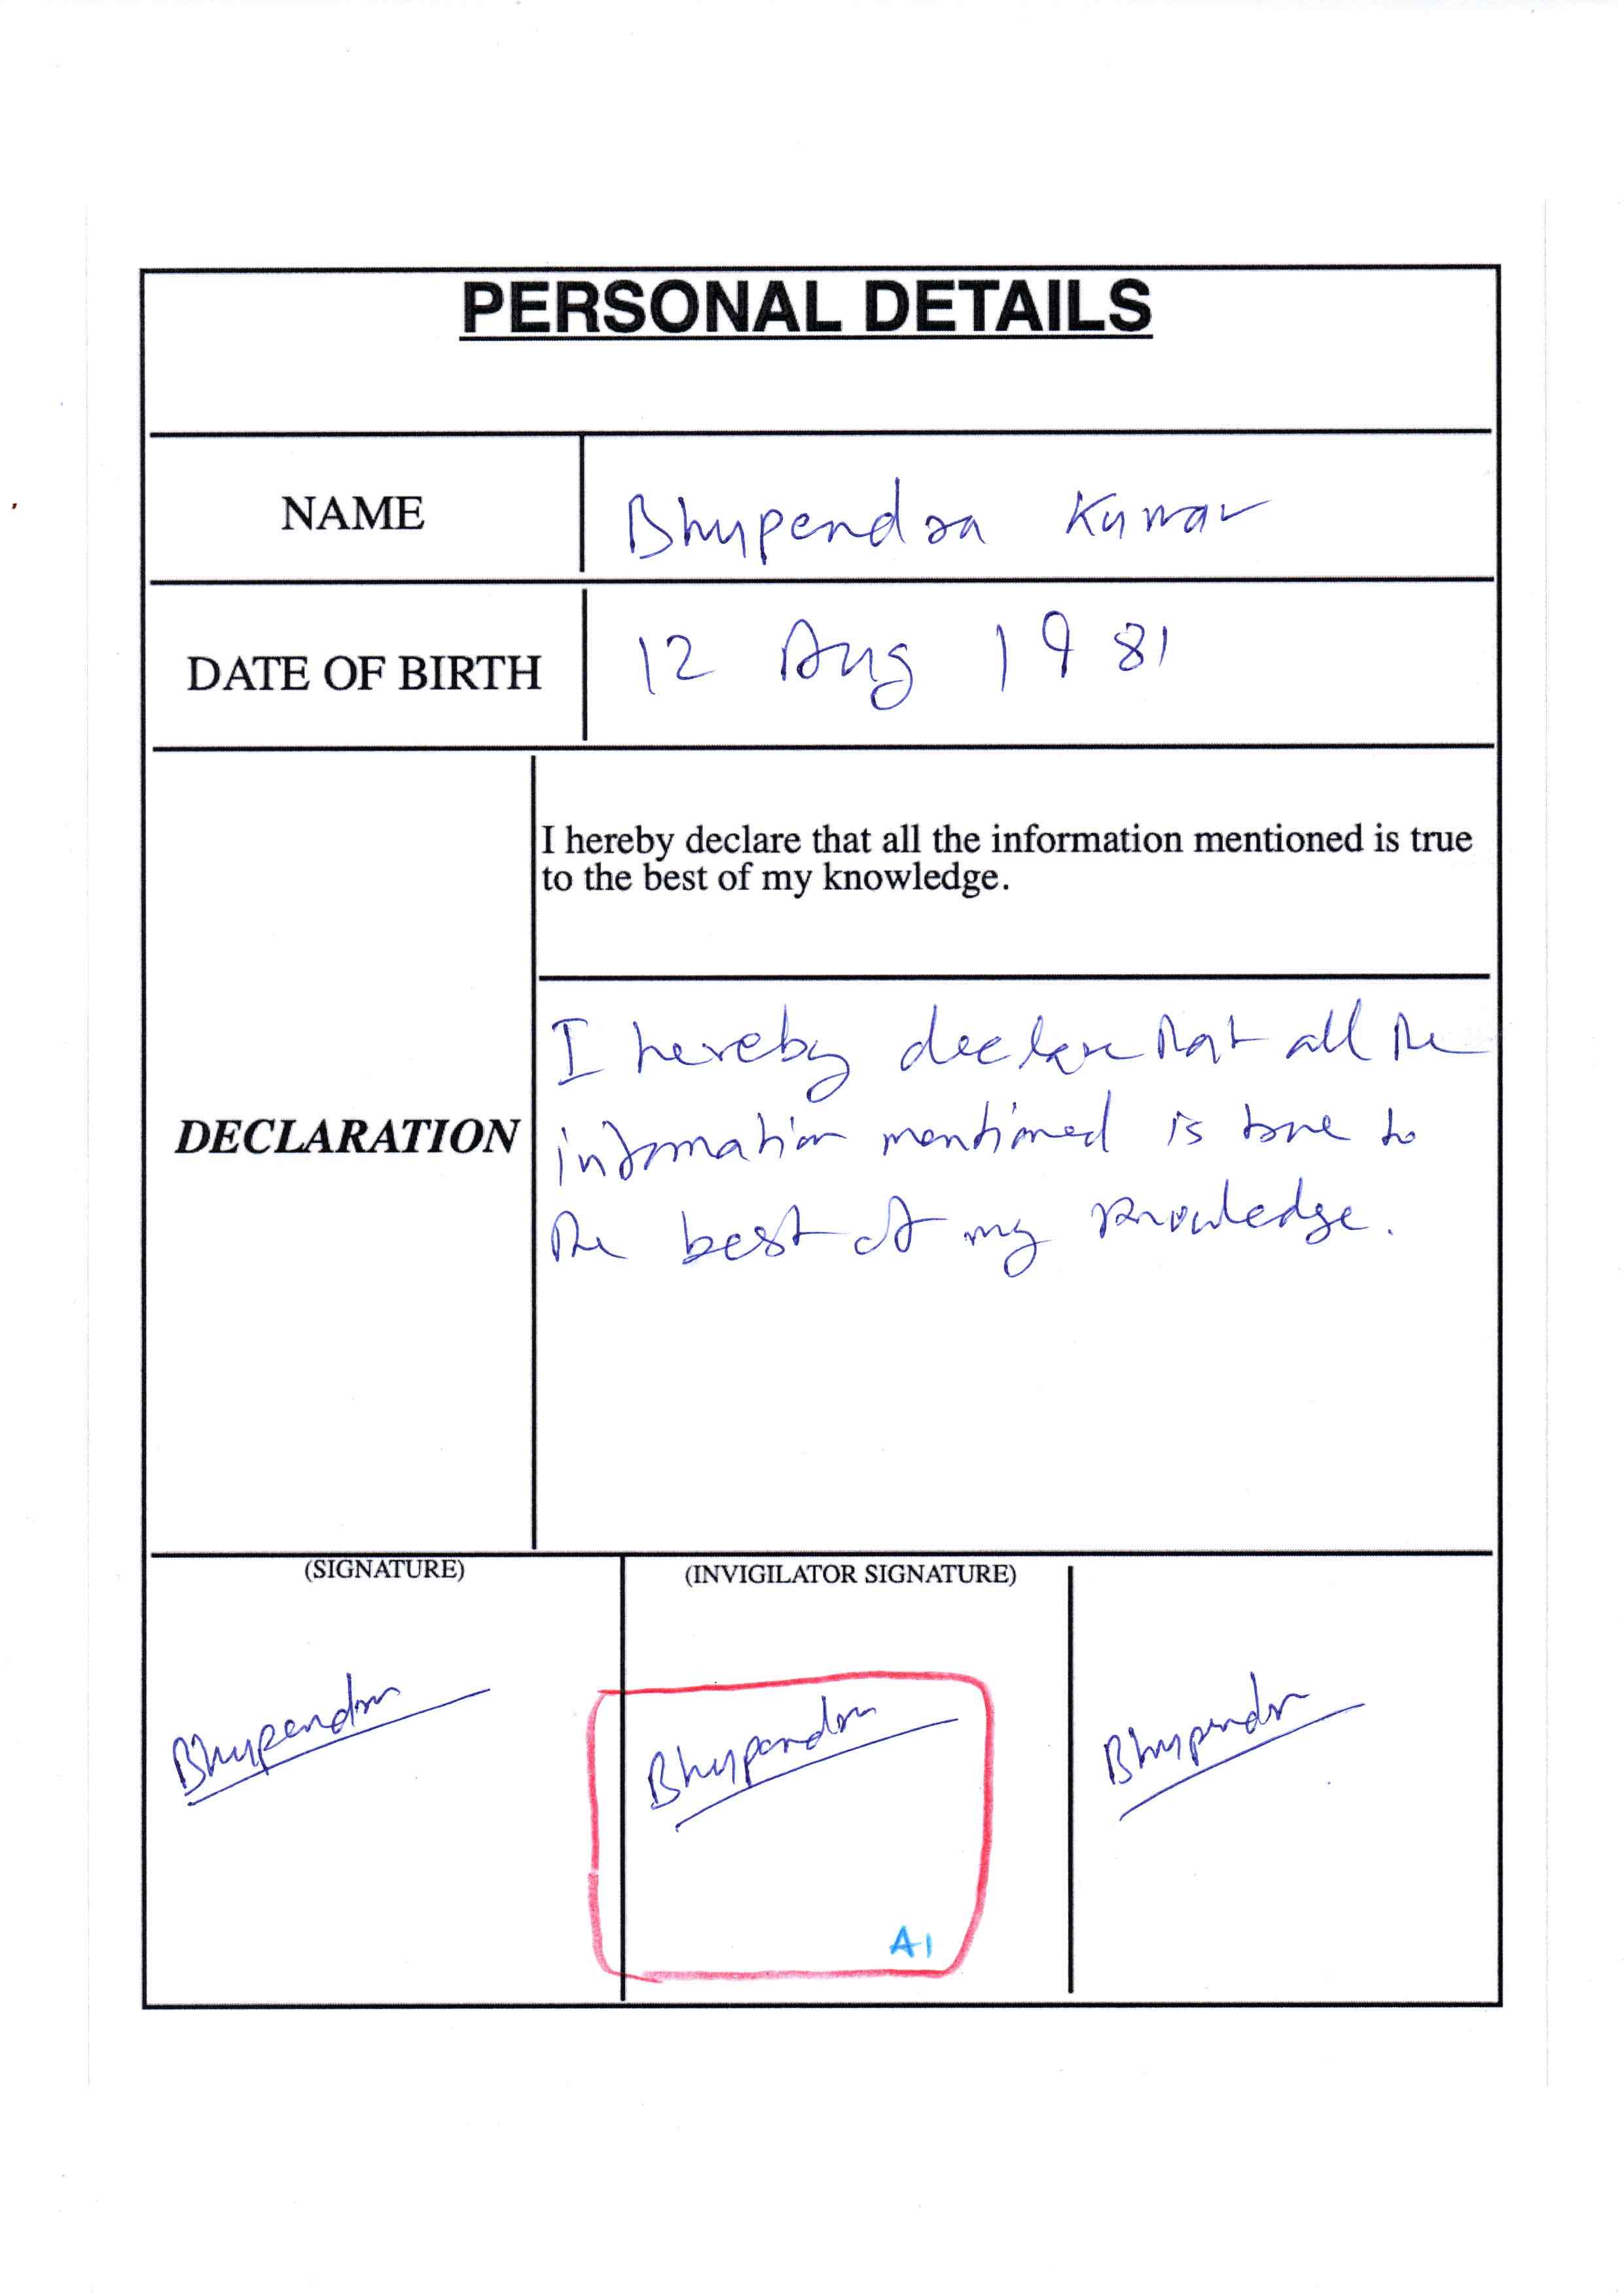 PERSONAL DETAILS
NAME
Bhupendra Kumar
DATE OF BIRTH
12 Aug 1981
I hereby declare that all the information mentioned is true
to the best of my knowledge.
DECLARATION
I hereby declare that all the
information mentioned is true to
the best of my knowledge.
(SIGNATURE)
(INVIGILATOR SIGNATURE)
Bhupendra
Bhupendra
Bhupendra
A1